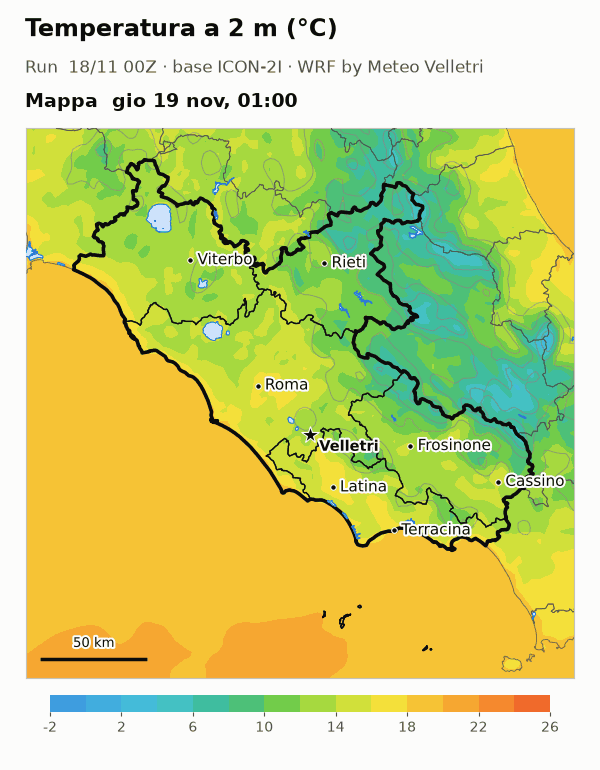 Temperatura a 2 m (°C)
Run  18/11 00Z · base ICON-2I · WRF by Meteo Velletri
Mappa  gio 19 nov, 01:00
Viterbo
Rieti
Roma
Velletri
Frosinone
Latina
Cassino
Terracina
50 km
-2 2 6 10 14 18 22 26